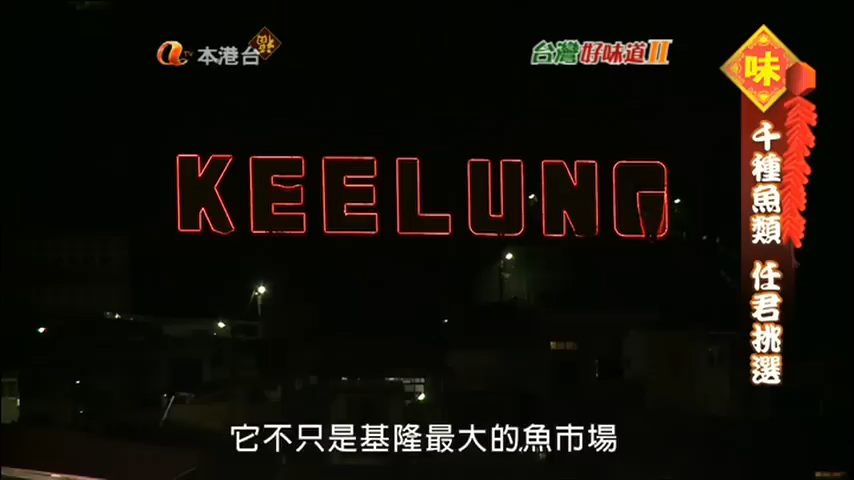 aTV 本港台
台灣好味道II
味
千種魚類 任君挑選
KEELUNG
它不只是基隆最大的魚市場